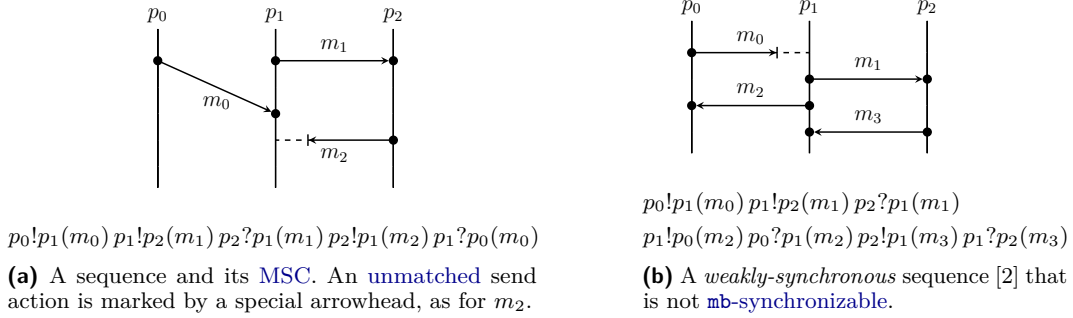 p₀ p₁ p₂
m₁
m₀
m₂
p₀!p₁(m₀) p₁!p₂(m₁) p₂?p₁(m₁) p₂!p₁(m₂) p₁?p₀(m₀)
(a) A sequence and its MSC. An unmatched send
action is marked by a special arrowhead, as for m₂.
p₀ p₁ p₂
m₀
m₁
m₂
m₃
p₀!p₁(m₀) p₁!p₂(m₁) p₂?p₁(m₁)
p₁!p₀(m₂) p₀?p₁(m₂) p₂!p₁(m₃) p₁?p₂(m₃)
(b) A weakly-synchronous sequence [2] that
is not mb-synchronizable.